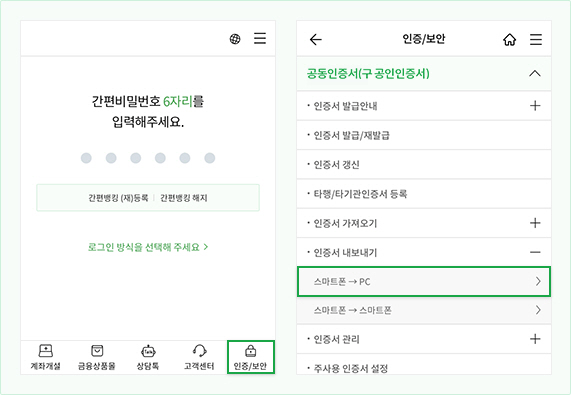 간편비밀번호 6자리를
입력해주세요.
간편뱅킹 (재)등록 | 간편뱅킹 해지
로그인 방식을 선택해 주세요 >
계좌개설 금융상품몰 상담톡 고객센터 인증/보안
Talk
인증/보안
공동인증서(구 공인인증서)
· 인증서 발급안내
· 인증서 발급/재발급
· 인증서 갱신
· 타행/타기관인증서 등록
· 인증서 가져오기
· 인증서 내보내기
스마트폰 → PC
스마트폰 → 스마트폰
· 인증서 관리
· 주사용 인증서 설정